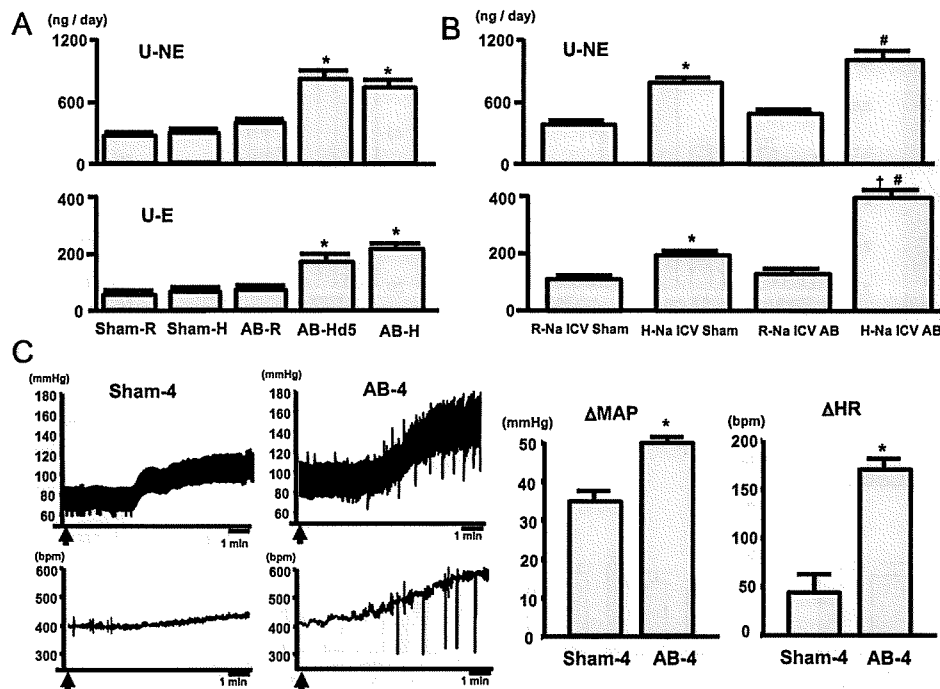 A
(ng / day)
U-NE
1200
600
0
*
*
U-E
400
200
0
*
*
Sham-R Sham-H AB-R AB-Hd5 AB-H
B
(ng / day)
U-NE
1200
600
0
*
#
400
200
0
*
† #
R-Na ICV Sham H-Na ICV Sham R-Na ICV AB H-Na ICV AB
C
(mmHg)
Sham-4
180
160
140
120
100
80
60
1 min
(bpm)
600
500
400
300
1 min
(mmHg)
AB-4
180
160
140
120
100
80
60
1 min
(bpm)
600
500
400
300
1 min
(mmHg)
ΔMAP
50
40
30
20
10
0
*
Sham-4 AB-4
(bpm)
ΔHR
200
150
100
50
0
*
Sham-4 AB-4